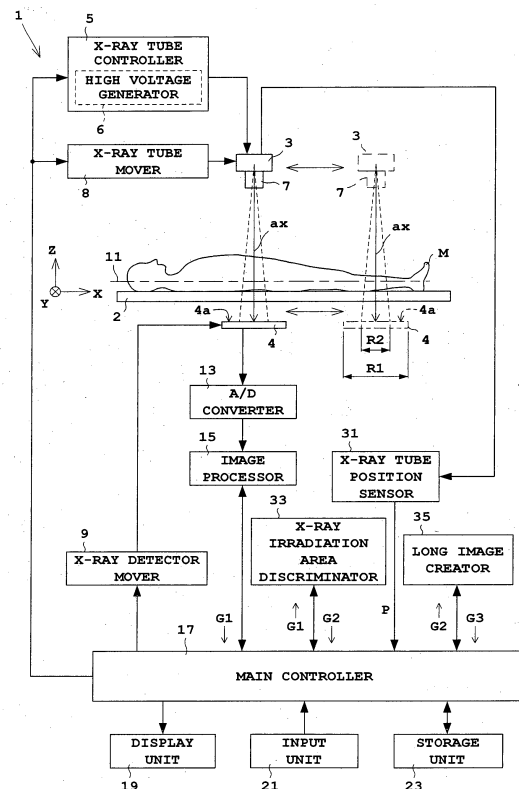 1
5
X-RAY TUBE
CONTROLLER
HIGH VOLTAGE
GENERATOR
6
X-RAY TUBE
MOVER
8
3
7
3
7
ax
ax
M
Z
11
Y
X
2
4a
4
4a
4
R2
R1
13
A/D
CONVERTER
15
IMAGE
PROCESSOR
31
X-RAY TUBE
POSITION
SENSOR
33
X-RAY
IRRADIATION
AREA
DISCRIMINATOR
35
LONG IMAGE
CREATOR
9
X-RAY DETECTOR
MOVER
G1
G1
G2
P
G2
G3
17
MAIN CONTROLLER
DISPLAY
UNIT
19
INPUT
UNIT
21
STORAGE
UNIT
23